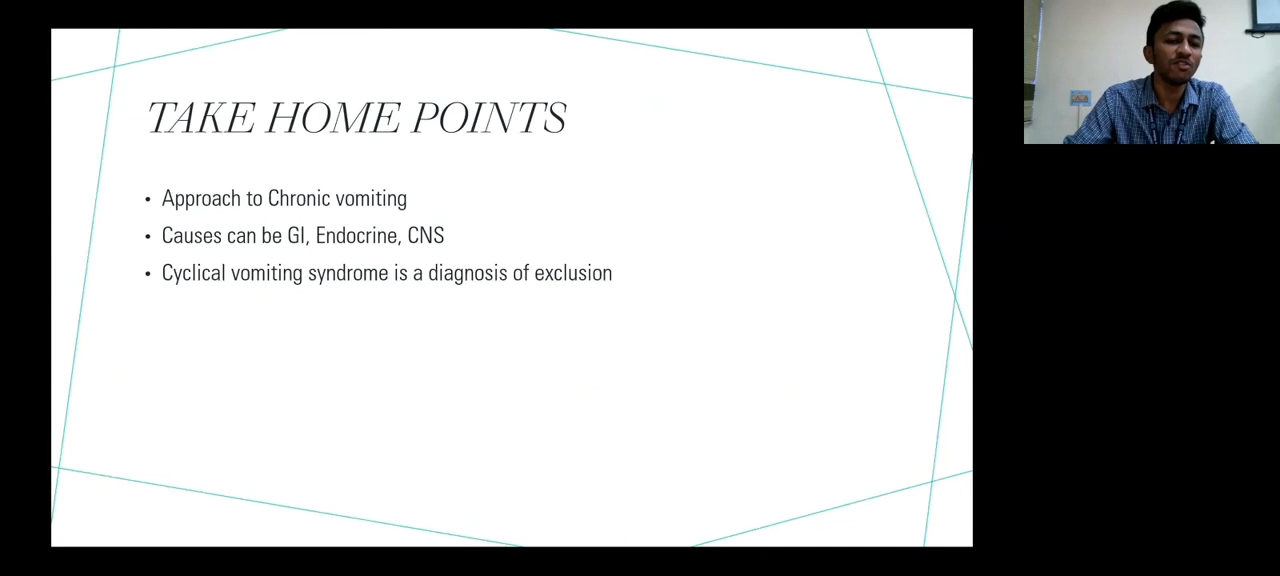 TAKE HOME POINTS
• Approach to Chronic vomiting
• Causes can be GI, Endocrine, CNS
• Cyclical vomiting syndrome is a diagnosis of exclusion